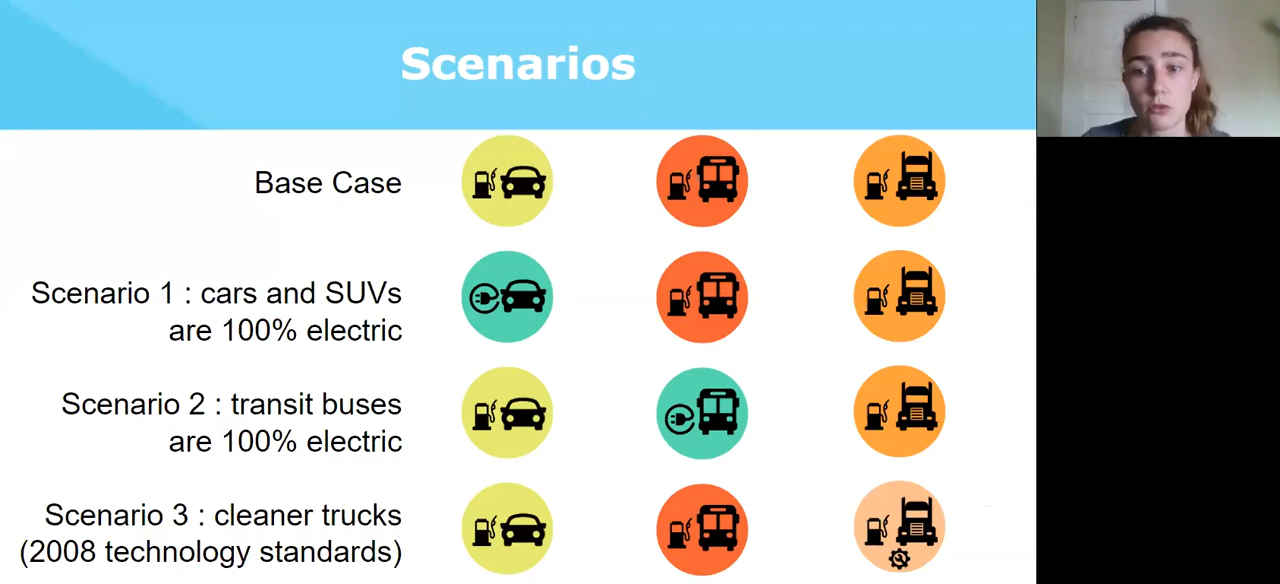 Scenarios
Base Case
Scenario 1 : cars and SUVs
are 100% electric
Scenario 2 : transit buses
are 100% electric
Scenario 3 : cleaner trucks
(2008 technology standards)